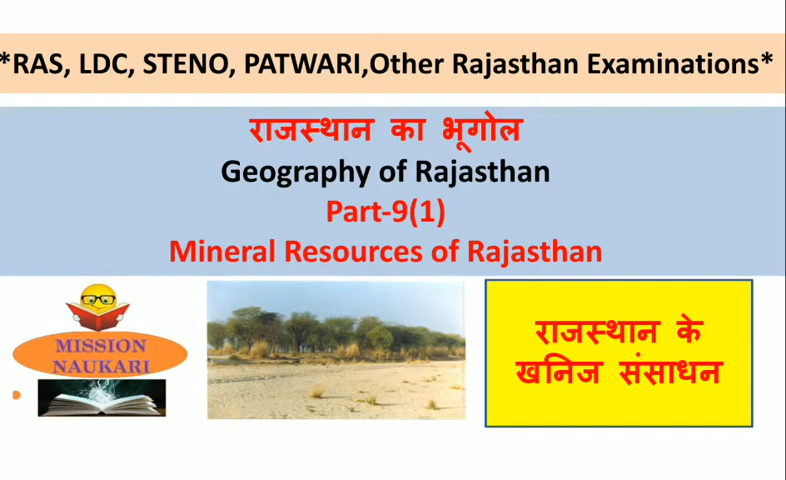 *RAS, LDC, STENO, PATWARI,Other Rajasthan Examinations*
राजस्थान का भूगोल
Geography of Rajasthan
Part-9(1)
Mineral Resources of Rajasthan
MISSION
NAUKARI
राजस्थान के
खनिज संसाधन